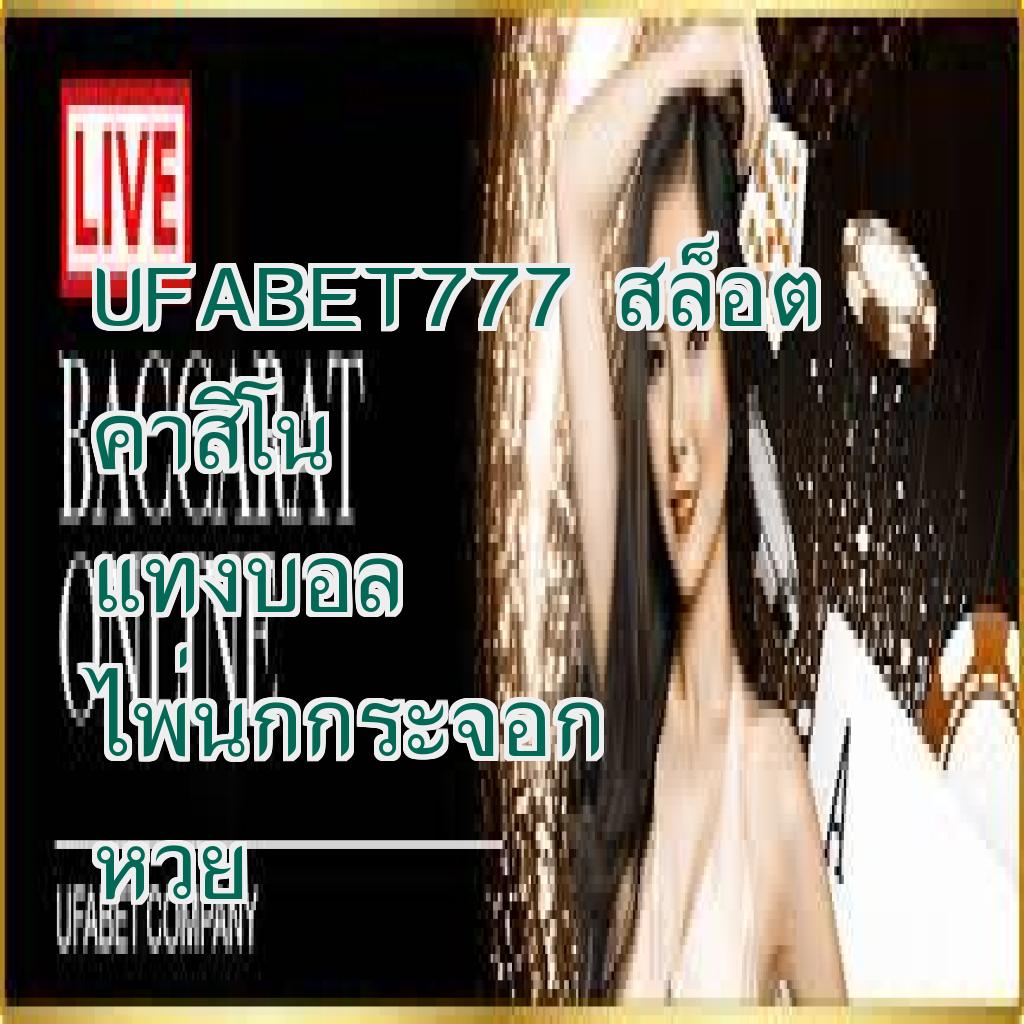 LIVE
UFABET777 สล็อต
BACCARAT
คาสิโน
ONLINE
แทงบอล
ไพ่นกกระจอก
หวย
UFABET COMPANY
A